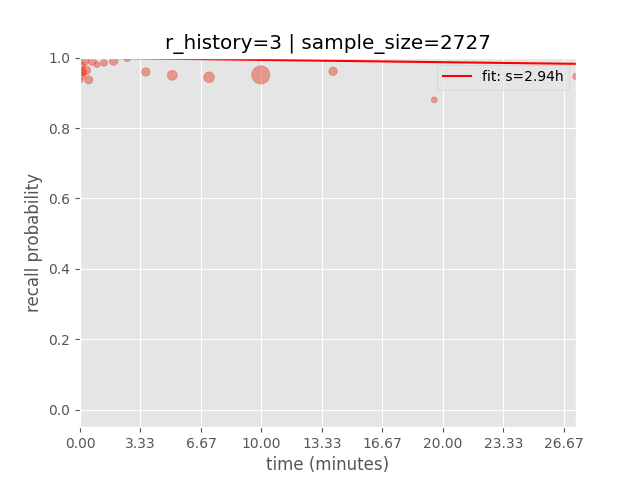 r_history=3 | sample_size=2727
fit: s=2.94h
recall probability
1.0
0.8
0.6
0.4
0.2
0.0
0.00 3.33 6.67 10.00 13.33 16.67 20.00 23.33 26.67
time (minutes)